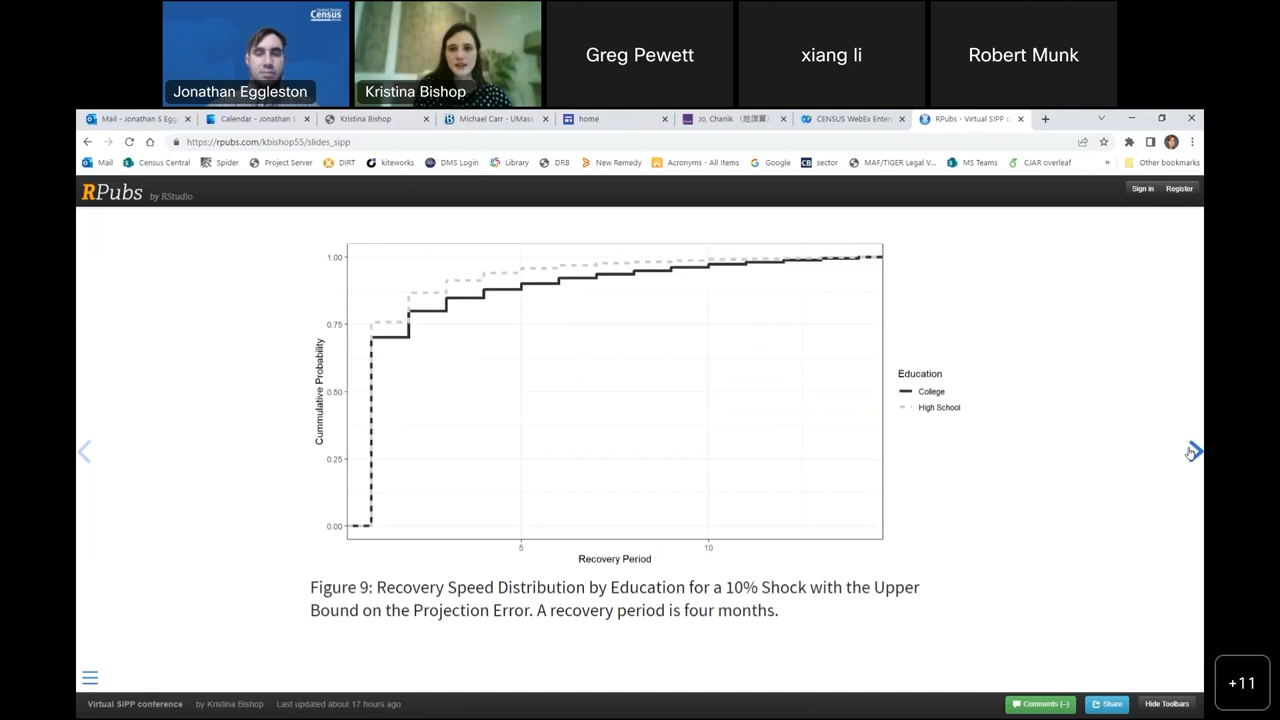 United States
Census
Jonathan Eggleston
Kristina Bishop
Greg Pewett
xiang li
Robert Munk
Mail - Jonathan S Egg
Calendar - Jonathan S
Kristina Bishop
Michael Carr - UMass
home
Jo, Chanik
CENSUS WebEx Enter
RPubs - Virtual SIPP c
https://rpubs.com/kbishop55/slides_sipp
Mail
Census Central
Spider
Project Server
DIRT
kiteworks
DMS Login
Library
DRB
New Remedy
Acronyms - All Items
Google
sector
MAF/TIGER Legal V...
MS Teams
CJAR overleaf
»
Other bookmarks
RPubs by RStudio
Sign in
Register
1.00
0.75
0.50
0.25
0.00
Cummulative Probability
5
10
Recovery Period
Education
College
High School
Figure 9: Recovery Speed Distribution by Education for a 10% Shock with the Upper
Bound on the Projection Error. A recovery period is four months.
+11
Virtual SIPP conference
by Kristina Bishop
Last updated about 17 hours ago
Comments (–)
Share
Hide Toolbars